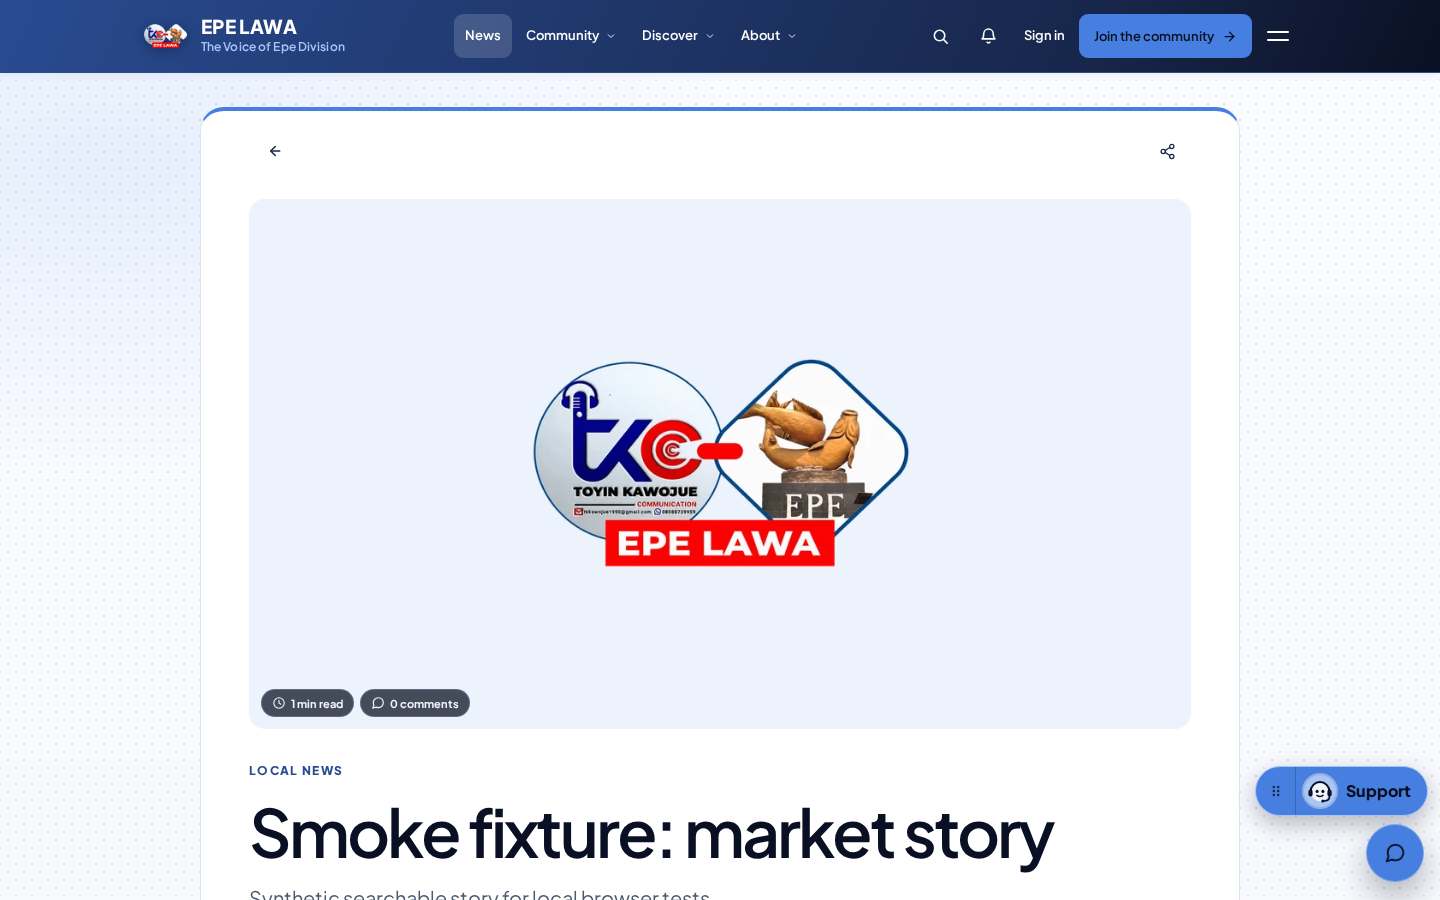 EPE LAWA
The Voice of Epe Division
News
Community
Discover
About
Sign in
Join the community
TOYIN KAWOJUE
COMMUNICATION
EPE
EPE LAWA
1 min read
0 comments
LOCAL NEWS
Smoke fixture: market story
Synthetic searchable story for local browser tests
Support